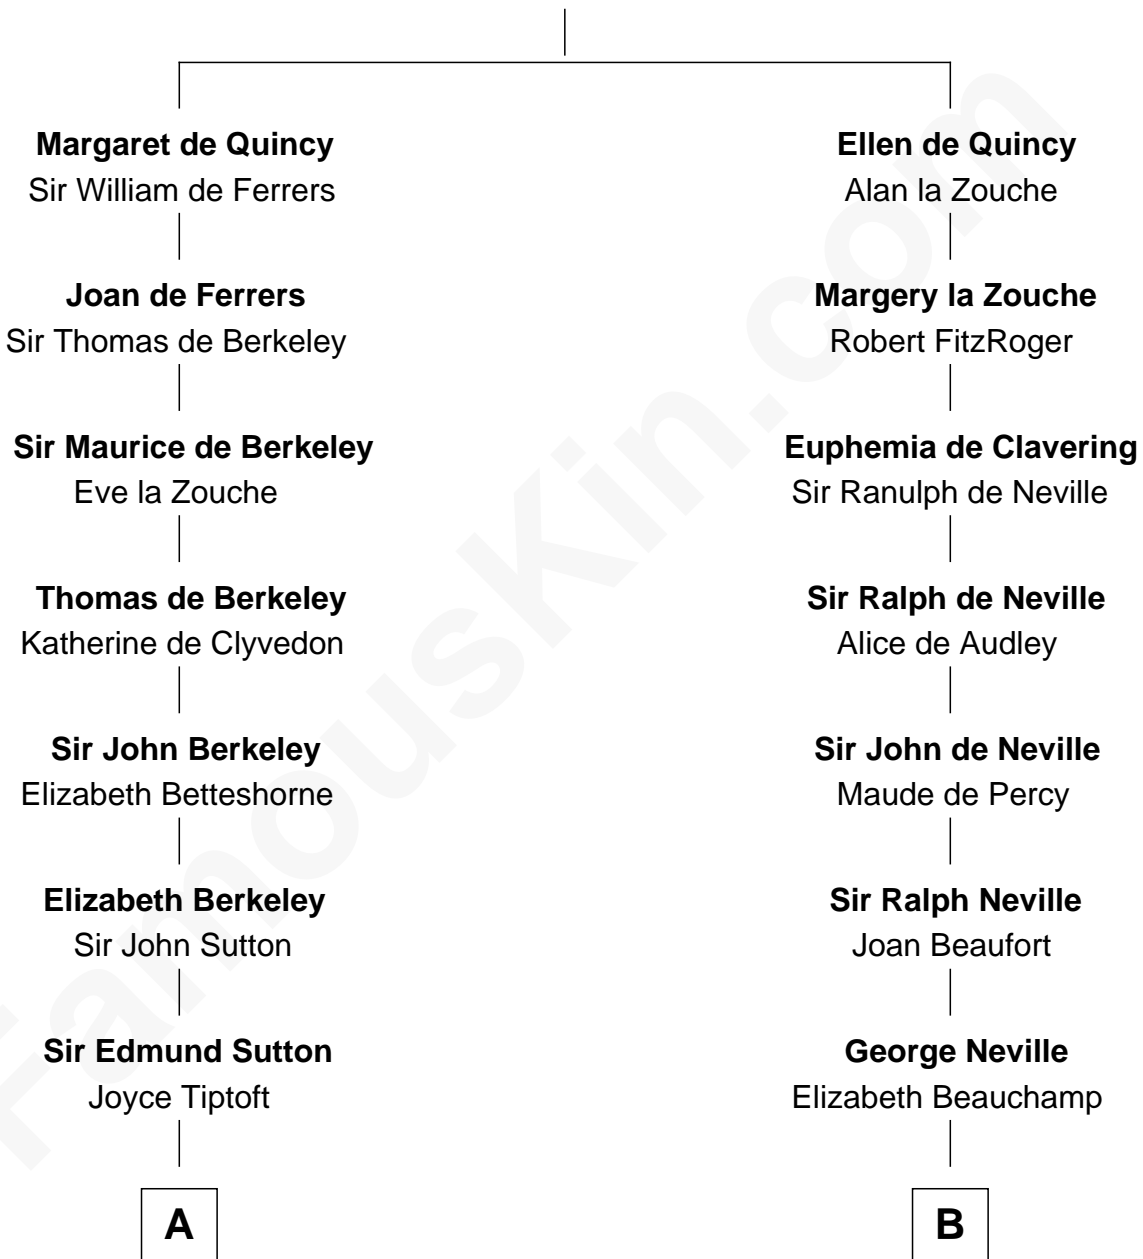 Margaret de Quincy
Sir William de Ferrers
Joan de Ferrers
Sir Thomas de Berkeley
Sir Maurice de Berkeley
Eve la Zouche
Thomas de Berkeley
Katherine de Clyvedon
Sir John Berkeley
Elizabeth Betteshorne
Elizabeth Berkeley
Sir John Sutton
Sir Edmund Sutton
Joyce Tiptoft
A
Ellen de Quincy
Alan la Zouche
Margery la Zouche
Robert FitzRoger
Euphemia de Clavering
Sir Ranulph de Neville
Sir Ralph de Neville
Alice de Audley
Sir John de Neville
Maude de Percy
Sir Ralph Neville
Joan Beaufort
George Neville
Elizabeth Beauchamp
B
FamousKin.com